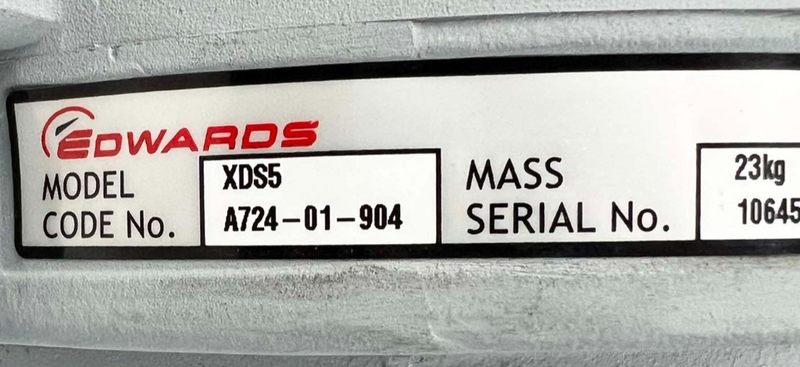 EDWARDS
MODEL XDS5 MASS 23kg
CODE No. A724-01-904 SERIAL No. 10645